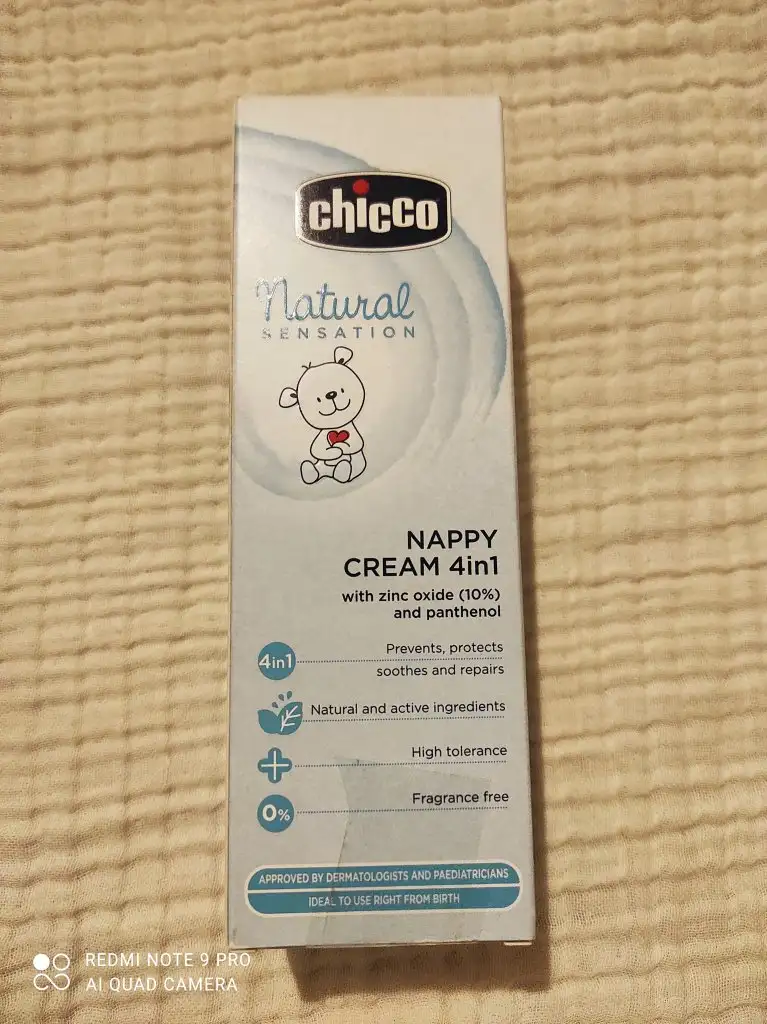 chicco
Natural
SENSATION
NAPPY
CREAM 4in1
with zinc oxide (10%)
and panthenol
4in1
Prevents, protects
soothes and repairs
Natural and active ingredients
High tolerance
0%
Fragrance free
APPROVED BY DERMATOLOGISTS AND PAEDIATRICIANS
IDEAL TO USE RIGHT FROM BIRTH
REDMI NOTE 9 PRO
AI QUAD CAMERA